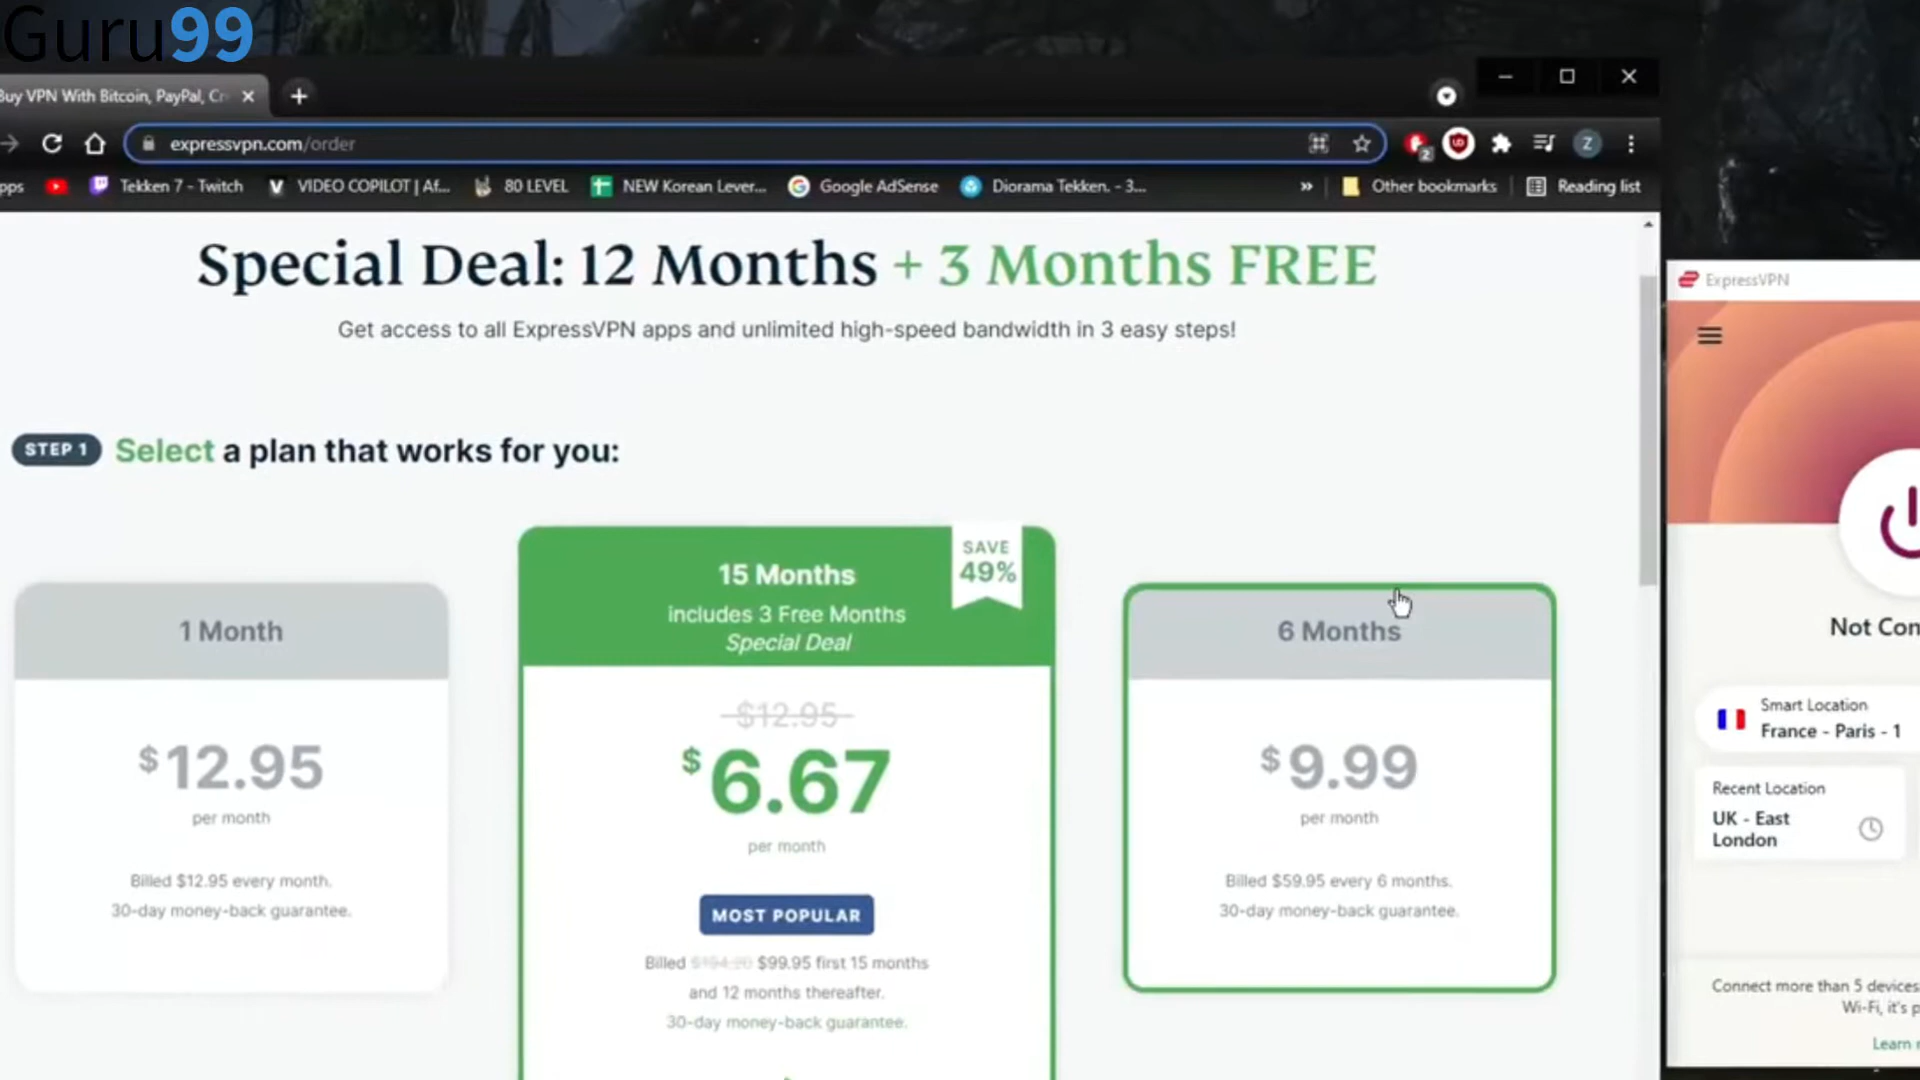 Guru99
Buy VPN With Bitcoin, PayPal, Cr
expressvpn.com/order
2
Z
pps
Tekken 7 - Twitch
VIDEO COPILOT | Af...
80 LEVEL
NEW Korean Lever...
Google AdSense
Diorama Tekken. - 3...
»
Other bookmarks
Reading list
Special Deal: 12 Months + 3 Months FREE
Get access to all ExpressVPN apps and unlimited high-speed bandwidth in 3 easy steps!
STEP 1
Select a plan that works for you:
1 Month
$12.95
per month
Billed $12.95 every month.
30-day money-back guarantee.
15 Months
includes 3 Free Months
Special Deal
SAVE
49%
$12.95
$6.67
per month
MOST POPULAR
Billed $194.20 $99.95 first 15 months
and 12 months thereafter.
30-day money-back guarantee.
6 Months
$9.99
per month
Billed $59.95 every 6 months.
30-day money-back guarantee.
ExpressVPN
Not Con
Smart Location
France - Paris - 1
Recent Location
UK - East
London
Connect more than 5 devices
Wi-Fi, it's p
Learn